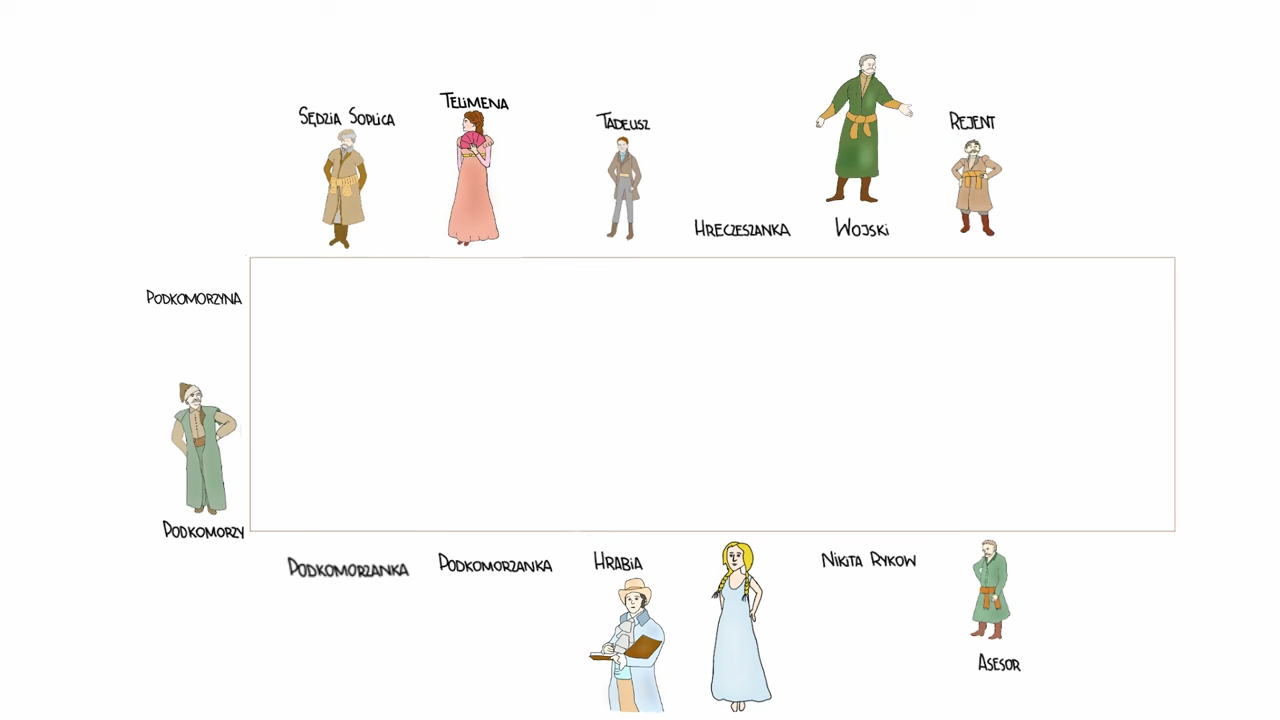 Sędzia Soplica
Telimena
Tadeusz
Hreczeszanka
Wojski
Rejent
Podkomorzyna
Podkomorzy
Podkomorzanka
Podkomorzanka
Hrabia
Nikita Rykow
Asesor